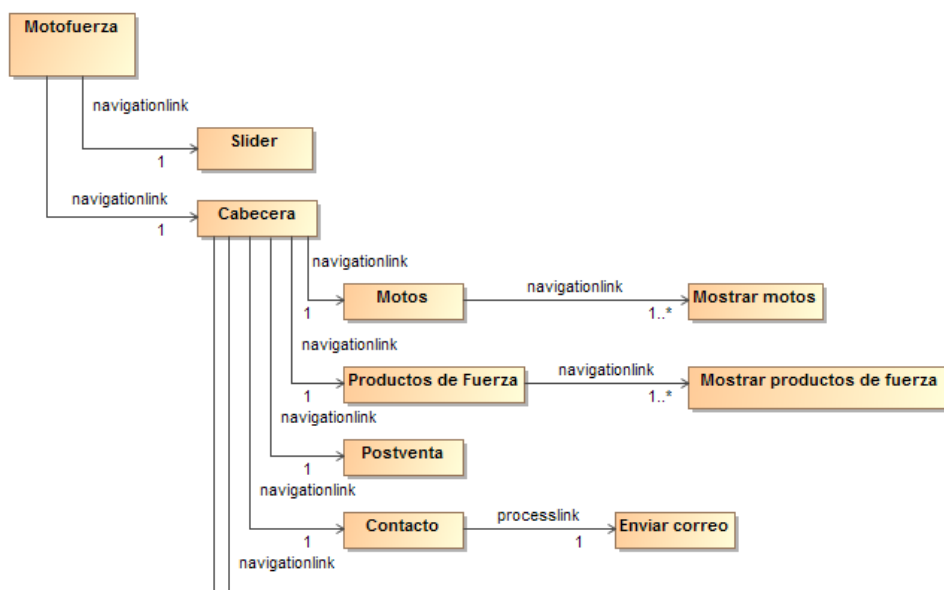 Motofuerza
navigationlink
1
Slider
navigationlink
1
Cabecera
navigationlink
1
Motos
navigationlink
1..*
Mostrar motos
navigationlink
1
Productos de Fuerza
navigationlink
1..*
Mostrar productos de fuerza
navigationlink
1
Postventa
navigationlink
1
Contacto
processlink
1
Enviar correo
navigationlink